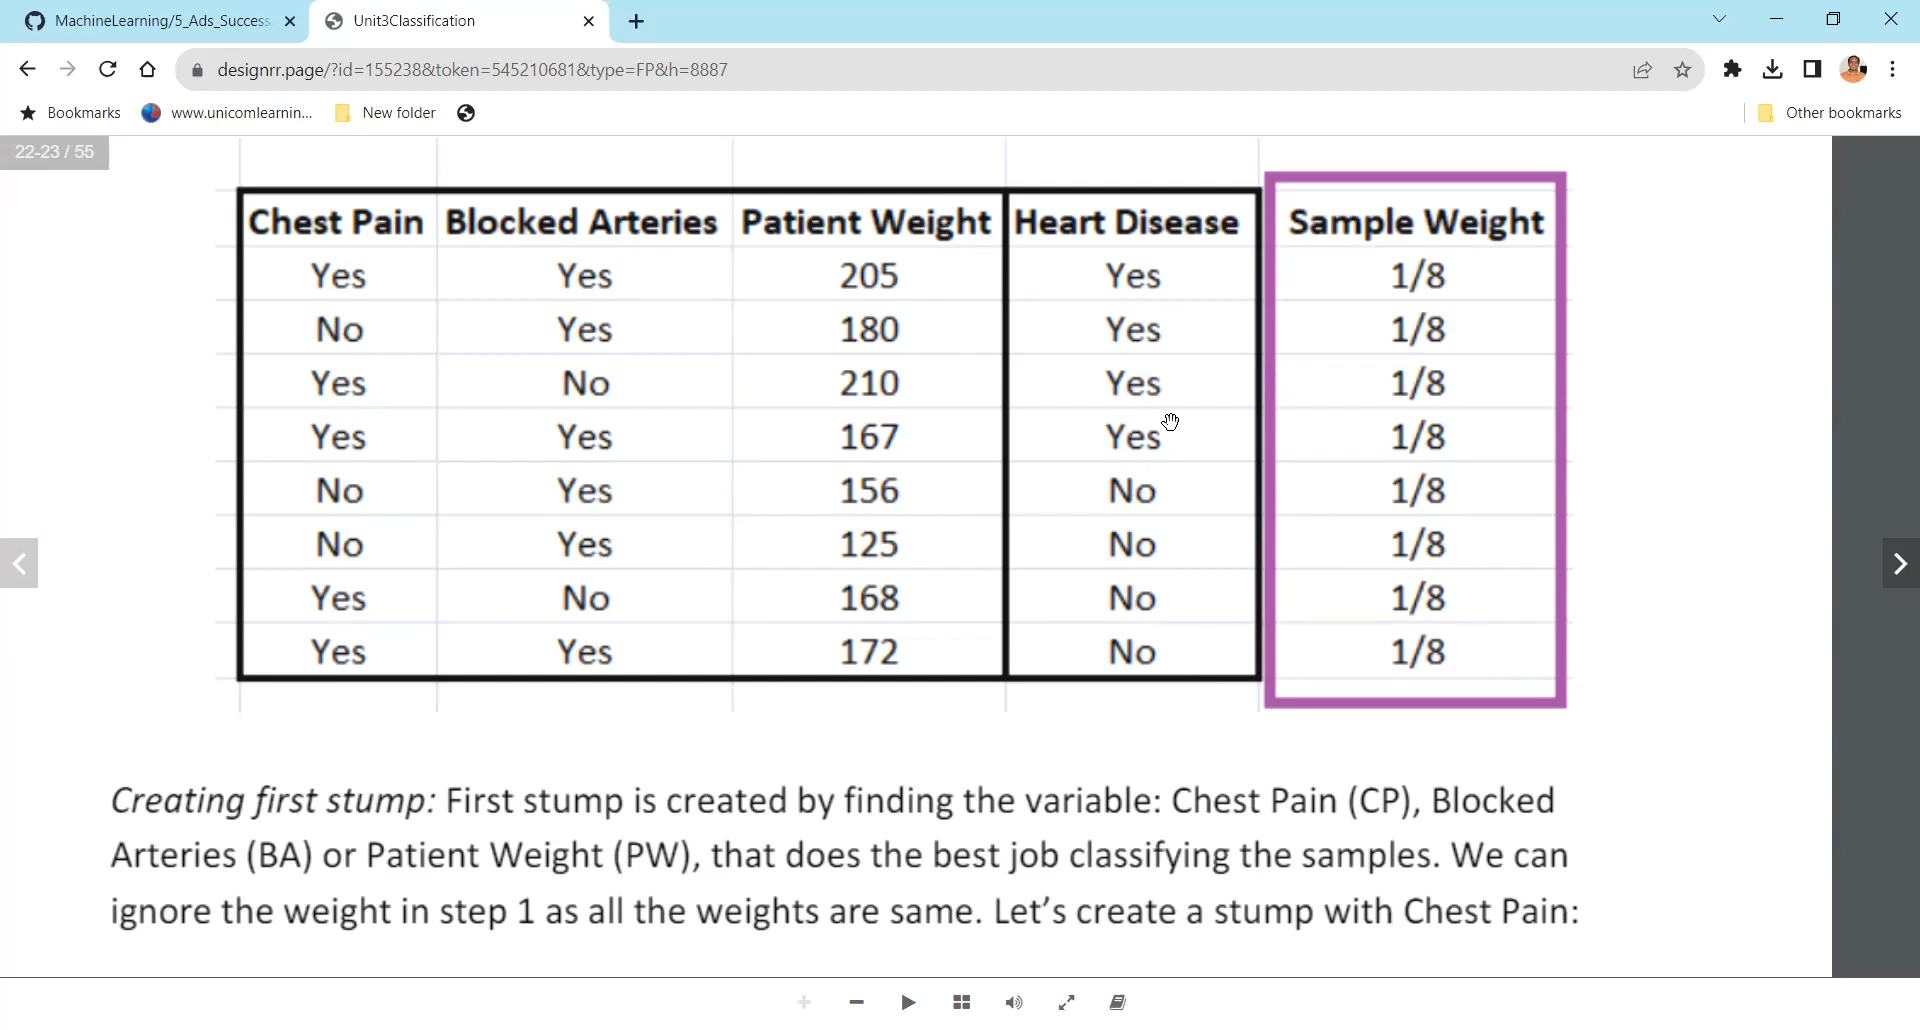 MachineLearning/5_Ads_Success
Unit3Classification
designrr.page/?id=155238&token=545210681&type=FP&h=8887
Bookmarks www.unicomlearnin... New folder Other bookmarks
22-23 / 55
Chest Pain Blocked Arteries Patient Weight Heart Disease Sample Weight
Yes Yes 205 Yes 1/8
No Yes 180 Yes 1/8
Yes No 210 Yes 1/8
Yes Yes 167 Yes 1/8
No Yes 156 No 1/8
No Yes 125 No 1/8
Yes No 168 No 1/8
Yes Yes 172 No 1/8
Creating first stump: First stump is created by finding the variable: Chest Pain (CP), Blocked
Arteries (BA) or Patient Weight (PW), that does the best job classifying the samples. We can
ignore the weight in step 1 as all the weights are same. Let's create a stump with Chest Pain: